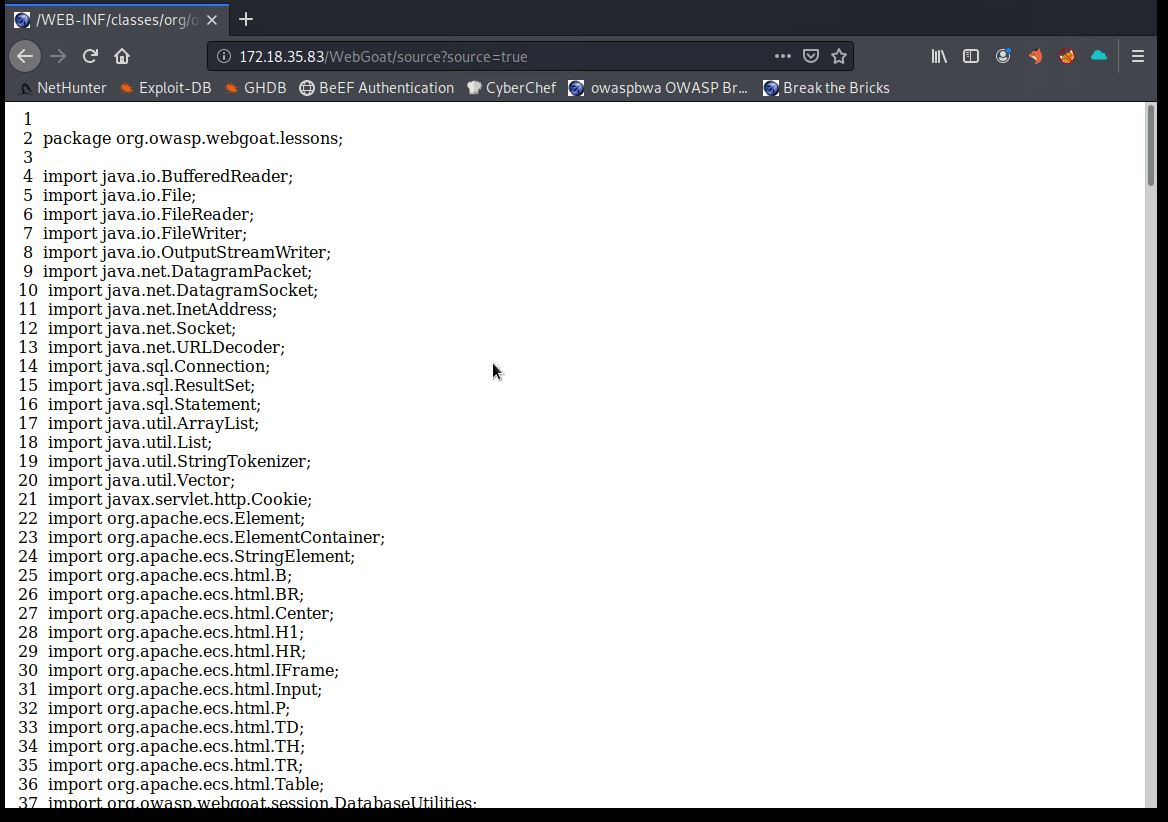 /WEB-INF/classes/org/o
172.18.35.83/WebGoat/source?source=true
NetHunter Exploit-DB GHDB BeEF Authentication CyberChef owaspbwa OWASP Br... Break the Bricks
1
2 package org.owasp.webgoat.lessons;
3
4 import java.io.BufferedReader;
5 import java.io.File;
6 import java.io.FileReader;
7 import java.io.FileWriter;
8 import java.io.OutputStreamWriter;
9 import java.net.DatagramPacket;
10 import java.net.DatagramSocket;
11 import java.net.InetAddress;
12 import java.net.Socket;
13 import java.net.URLDecoder;
14 import java.sql.Connection;
15 import java.sql.ResultSet;
16 import java.sql.Statement;
17 import java.util.ArrayList;
18 import java.util.List;
19 import java.util.StringTokenizer;
20 import java.util.Vector;
21 import javax.servlet.http.Cookie;
22 import org.apache.ecs.Element;
23 import org.apache.ecs.ElementContainer;
24 import org.apache.ecs.StringElement;
25 import org.apache.ecs.html.B;
26 import org.apache.ecs.html.BR;
27 import org.apache.ecs.html.Center;
28 import org.apache.ecs.html.H1;
29 import org.apache.ecs.html.HR;
30 import org.apache.ecs.html.IFrame;
31 import org.apache.ecs.html.Input;
32 import org.apache.ecs.html.P;
33 import org.apache.ecs.html.TD;
34 import org.apache.ecs.html.TH;
35 import org.apache.ecs.html.TR;
36 import org.apache.ecs.html.Table;
37 import org.owasp.webgoat.session.DatabaseUtilities;